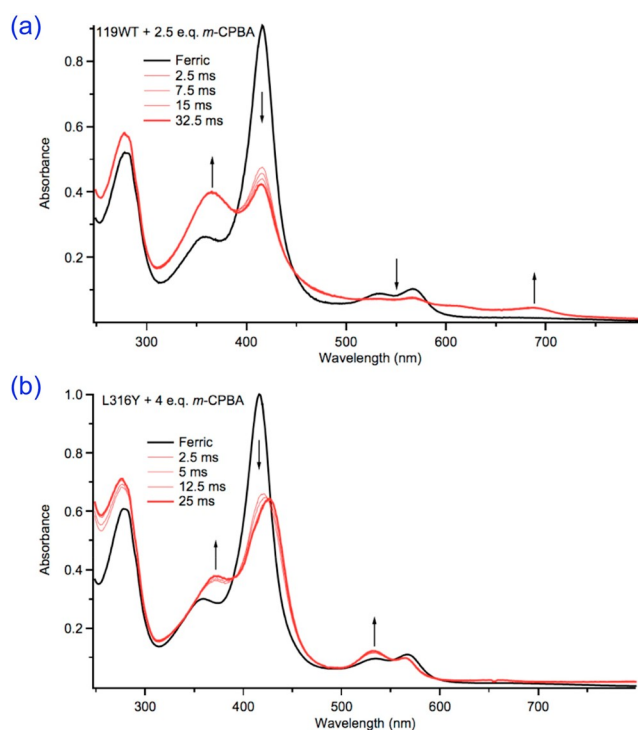 (a)
119WT + 2.5 e.q. m-CPBA
Ferric
2.5 ms
7.5 ms
15 ms
32.5 ms
Absorbance
0.8
0.6
0.4
0.2
300
400
500
600
700
Wavelength (nm)
(b)
L316Y + 4 e.q. m-CPBA
Ferric
2.5 ms
5 ms
12.5 ms
25 ms
Absorbance
1.0
0.8
0.6
0.4
0.2
300
400
500
600
700
Wavelength (nm)